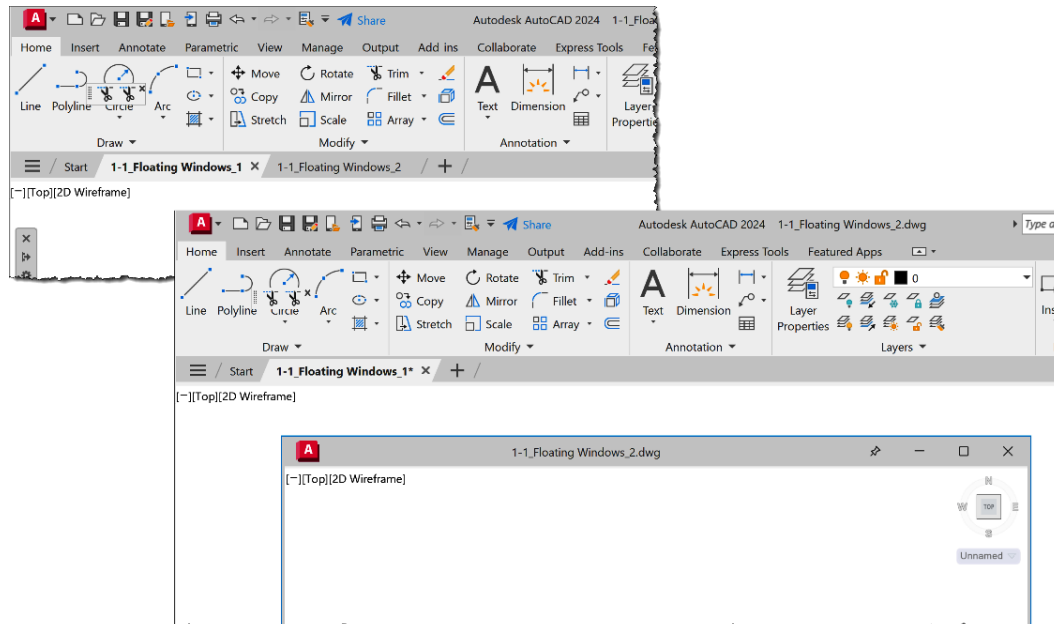 A Share Autodesk AutoCAD 2024 1-1_Floa
Home Insert Annotate Parametric View Manage Output Add ins Collaborate Express Tools Fe
Move Rotate Trim
Line Polyline Circle Arc Copy Mirror Fillet Text Dimension Layer
Stretch Scale Array Properti
Draw Modify Annotation
Start 1-1_Floating Windows_1 1-1_Floating Windows_2
[−][Top][2D Wireframe]
A Share Autodesk AutoCAD 2024 1-1_Floating Windows_2.dwg Type a
Home Insert Annotate Parametric View Manage Output Add-ins Collaborate Express Tools Featured Apps
Move Rotate Trim 0
Line Polyline Circle Arc Copy Mirror Fillet Text Dimension Layer Ins
Stretch Scale Array Properties
Draw Modify Annotation Layers
Start 1-1_Floating Windows_1*
[−][Top][2D Wireframe]
A 1-1_Floating Windows_2.dwg
[−][Top][2D Wireframe]
N
W TOP E
S
Unnamed